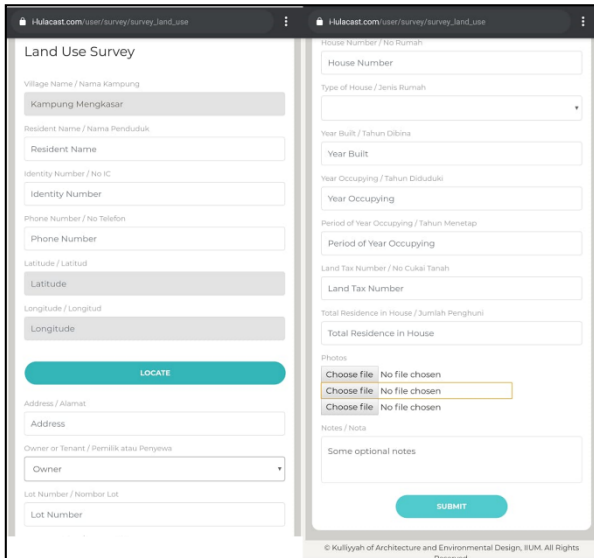 Hulacast.com/user/survey/survey_land_use
Land Use Survey
Village Name / Nama Kampung
Kampung Mengkasar
Resident Name / Nama Penduduk
Resident Name
Identity Number / No IC
Identity Number
Phone Number / No Telefon
Phone Number
Latitude / Latitud
Latitude
Longitude / Longitud
Longitude
LOCATE
Address / Alamat
Address
Owner or Tenant / Pemilik atau Penyewa
Owner
Lot Number / Nombor Lot
Lot Number
Hulacast.com/user/survey/survey_land_use
House Number / No Rumah
House Number
Type of House / Jenis Rumah
Year Built / Tahun Dibina
Year Built
Year Occupying / Tahun Diduduki
Year Occupying
Period of Year Occupying / Tahun Menetap
Period of Year Occupying
Land Tax Number / No Cukai Tanah
Land Tax Number
Total Residence in House / Jumlah Penghuni
Total Residence in House
Photos
Choose file No file chosen
Choose file No file chosen
Choose file No file chosen
Notes / Nota
Some optional notes
SUBMIT
© Kulliyyah of Architecture and Environmental Design, IIUM. All Rights
Reserved